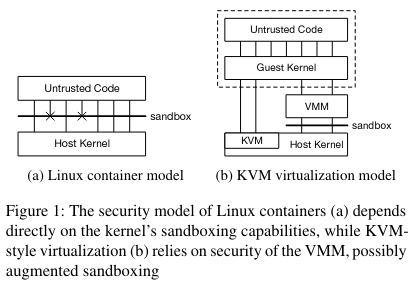 Untrusted Code
Guest Kernel
Untrusted Code
VMM
sandbox
sandbox
Host Kernel
KVM
Host Kernel
(a) Linux container model
(b) KVM virtualization model
Figure 1: The security model of Linux containers (a) depends
directly on the kernel's sandboxing capabilities, while KVM-
style virtualization (b) relies on security of the VMM, possibly
augmented sandboxing